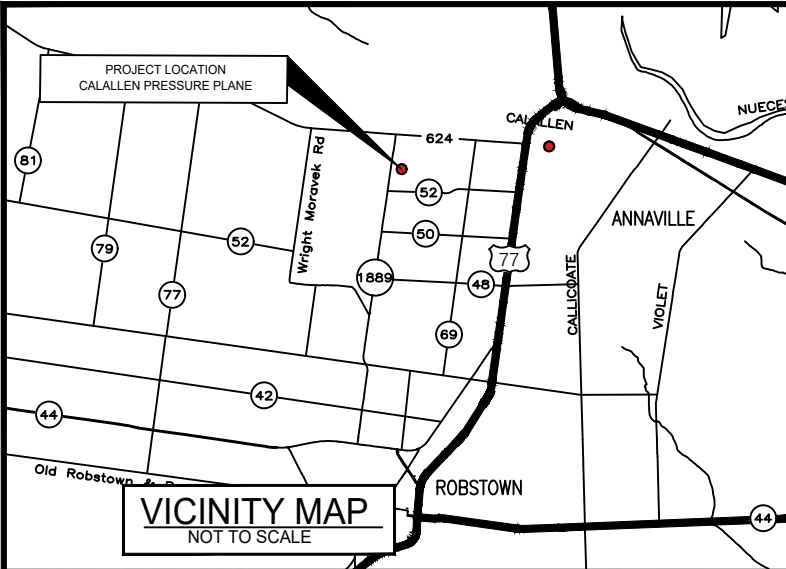 PROJECT LOCATION
CALALLEN PRESSURE PLANE
NUECES
CALALLEN
624
81
Wright Moravek Rd
52
ANNAVILLE
50
52
79
77
1889
48
77
CALLICOATE
VIOLET
69
42
44
Old Robstown &
ROBSTOWN
VICINITY MAP
NOT TO SCALE
44